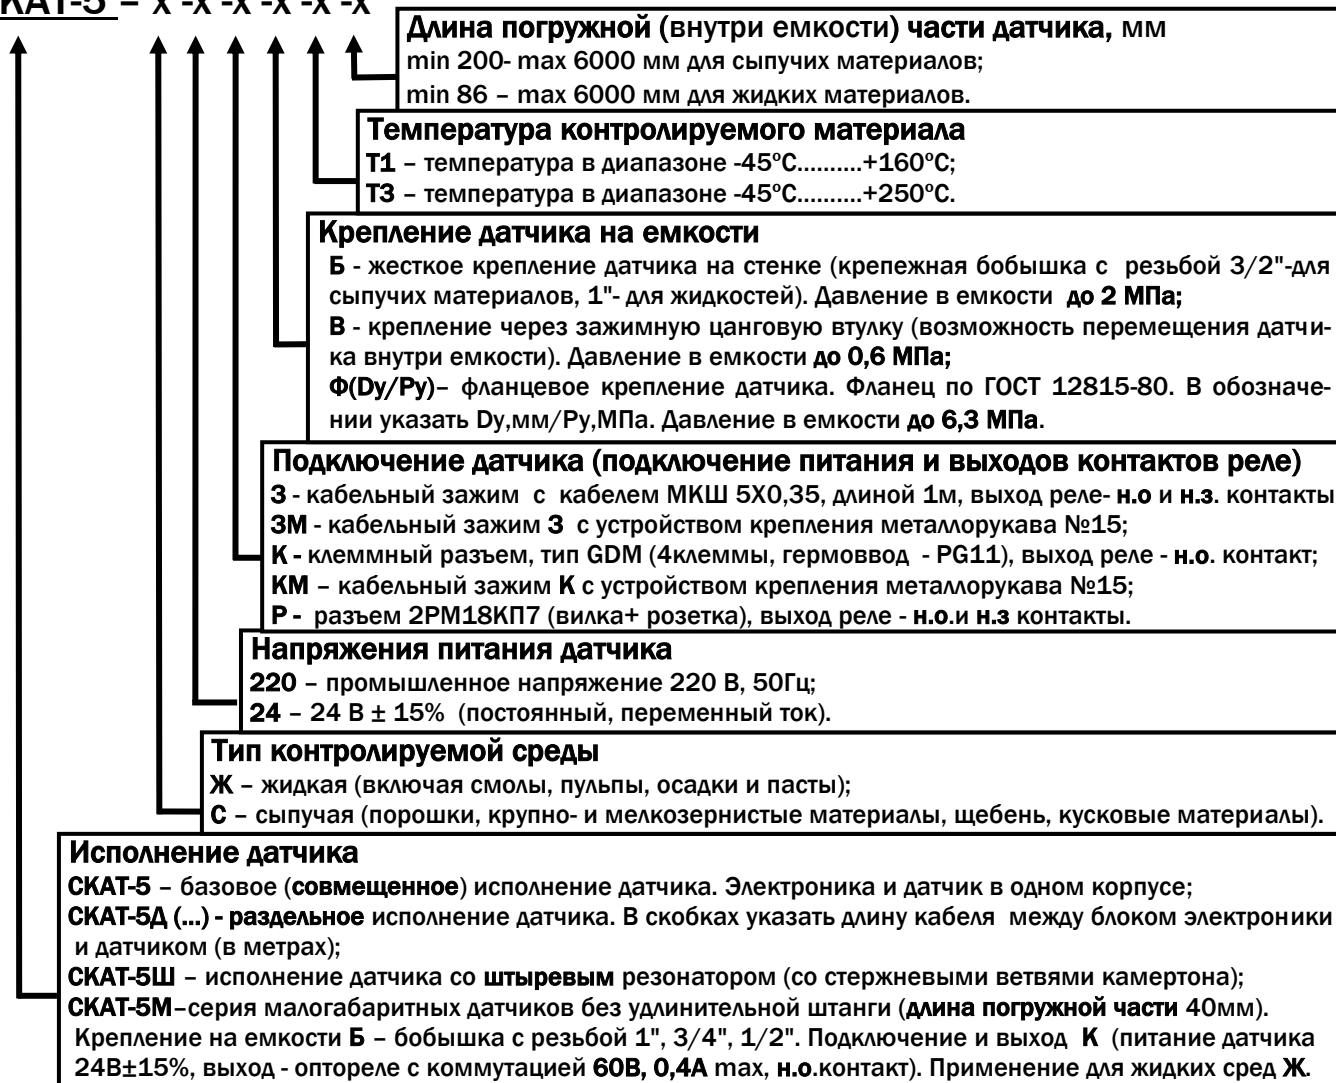 КАТ-5 – Х -Х -Х -Х -Х -Х
Длина погружной (внутри емкости) части датчика, мм
min 200- max 6000 мм для сыпучих материалов;
min 86 – max 6000 мм для жидких материалов.
Температура контролируемого материала
Т1 – температура в диапазоне -45ºС..........+160ºС;
Т3 – температура в диапазоне -45ºС..........+250ºС.
Крепление датчика на емкости
Б - жесткое крепление датчика на стенке (крепежная бобышка с резьбой 3/2"-для
сыпучих материалов, 1"- для жидкостей). Давление в емкости до 2 МПа;
В - крепление через зажимную цанговую втулку (возможность перемещения датчи-
ка внутри емкости). Давление в емкости до 0,6 МПа;
Ф(Dy/Py)– фланцевое крепление датчика. Фланец по ГОСТ 12815-80. В обозначе-
нии указать Dy,мм/Ру,МПа. Давление в емкости до 6,3 МПа.
Подключение датчика (подключение питания и выходов контактов реле)
З - кабельный зажим с кабелем МКШ 5Х0,35, длиной 1м, выход реле- н.о и н.з. контакты
ЗМ - кабельный зажим З с устройством крепления металлорукава №15;
К - клеммный разъем, тип GDM (4клеммы, гермоввод - PG11), выход реле - н.о. контакт;
КМ – кабельный зажим К с устройством крепления металлорукава №15;
Р - разъем 2РМ18КП7 (вилка+ розетка), выход реле - н.о.и н.з контакты.
Напряжения питания датчика
220 – промышленное напряжение 220 В, 50Гц;
24 – 24 В ± 15% (постоянный, переменный ток).
Тип контролируемой среды
Ж – жидкая (включая смолы, пульпы, осадки и пасты);
С – сыпучая (порошки, крупно- и мелкозернистые материалы, щебень, кусковые материалы).
Исполнение датчика
СКАТ-5 – базовое (совмещенное) исполнение датчика. Электроника и датчик в одном корпусе;
СКАТ-5Д (...) - раздельное исполнение датчика. В скобках указать длину кабеля между блоком электроники
и датчиком (в метрах);
СКАТ-5Ш – исполнение датчика со штыревым резонатором (со стержневыми ветвями камертона);
СКАТ-5М–серия малогабаритных датчиков без удлинительной штанги (длина погружной части 40мм).
Крепление на емкости Б – бобышка с резьбой 1", 3/4", 1/2". Подключение и выход К (питание датчика
24В±15%, выход - оптореле с коммутацией 60В, 0,4А max, н.о.контакт). Применение для жидких сред Ж.